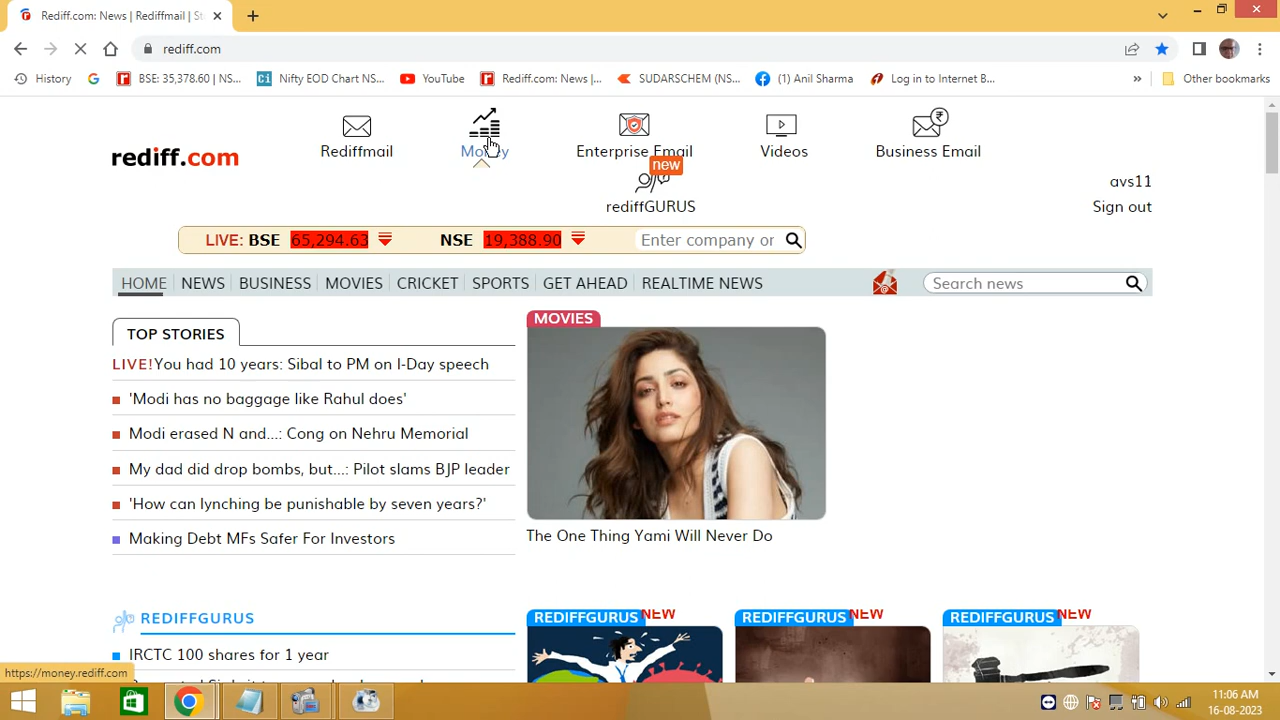 Rediff.com: News | Rediffmail | St
rediff.com
History
BSE: 35,378.60 | NS...
Nifty EOD Chart NST...
YouTube
Rediff.com: News |...
SUDARSCHEM (NS...
(1) Anil Sharma
Log in to Internet B...
»
Other bookmarks
rediff.com
Rediffmail
Money
Enterprise Email
Videos
Business Email
new
rediffGURUS
avs11
Sign out
LIVE: BSE 65,294.63 NSE 19,388.90 Enter company or
HOME NEWS BUSINESS MOVIES CRICKET SPORTS GET AHEAD REALTIME NEWS
Search news
TOP STORIES
LIVE!You had 10 years: Sibal to PM on I-Day speech
'Modi has no baggage like Rahul does'
Modi erased N and...: Cong on Nehru Memorial
My dad did drop bombs, but...: Pilot slams BJP leader
'How can lynching be punishable by seven years?'
Making Debt MFs Safer For Investors
MOVIES
The One Thing Yami Will Never Do
REDIFFGURUS
IRCTC 100 shares for 1 year
REDIFFGURUS NEW
REDIFFGURUS NEW
REDIFFGURUS NEW
https://money.rediff.com
11:06 AM
16-08-2023